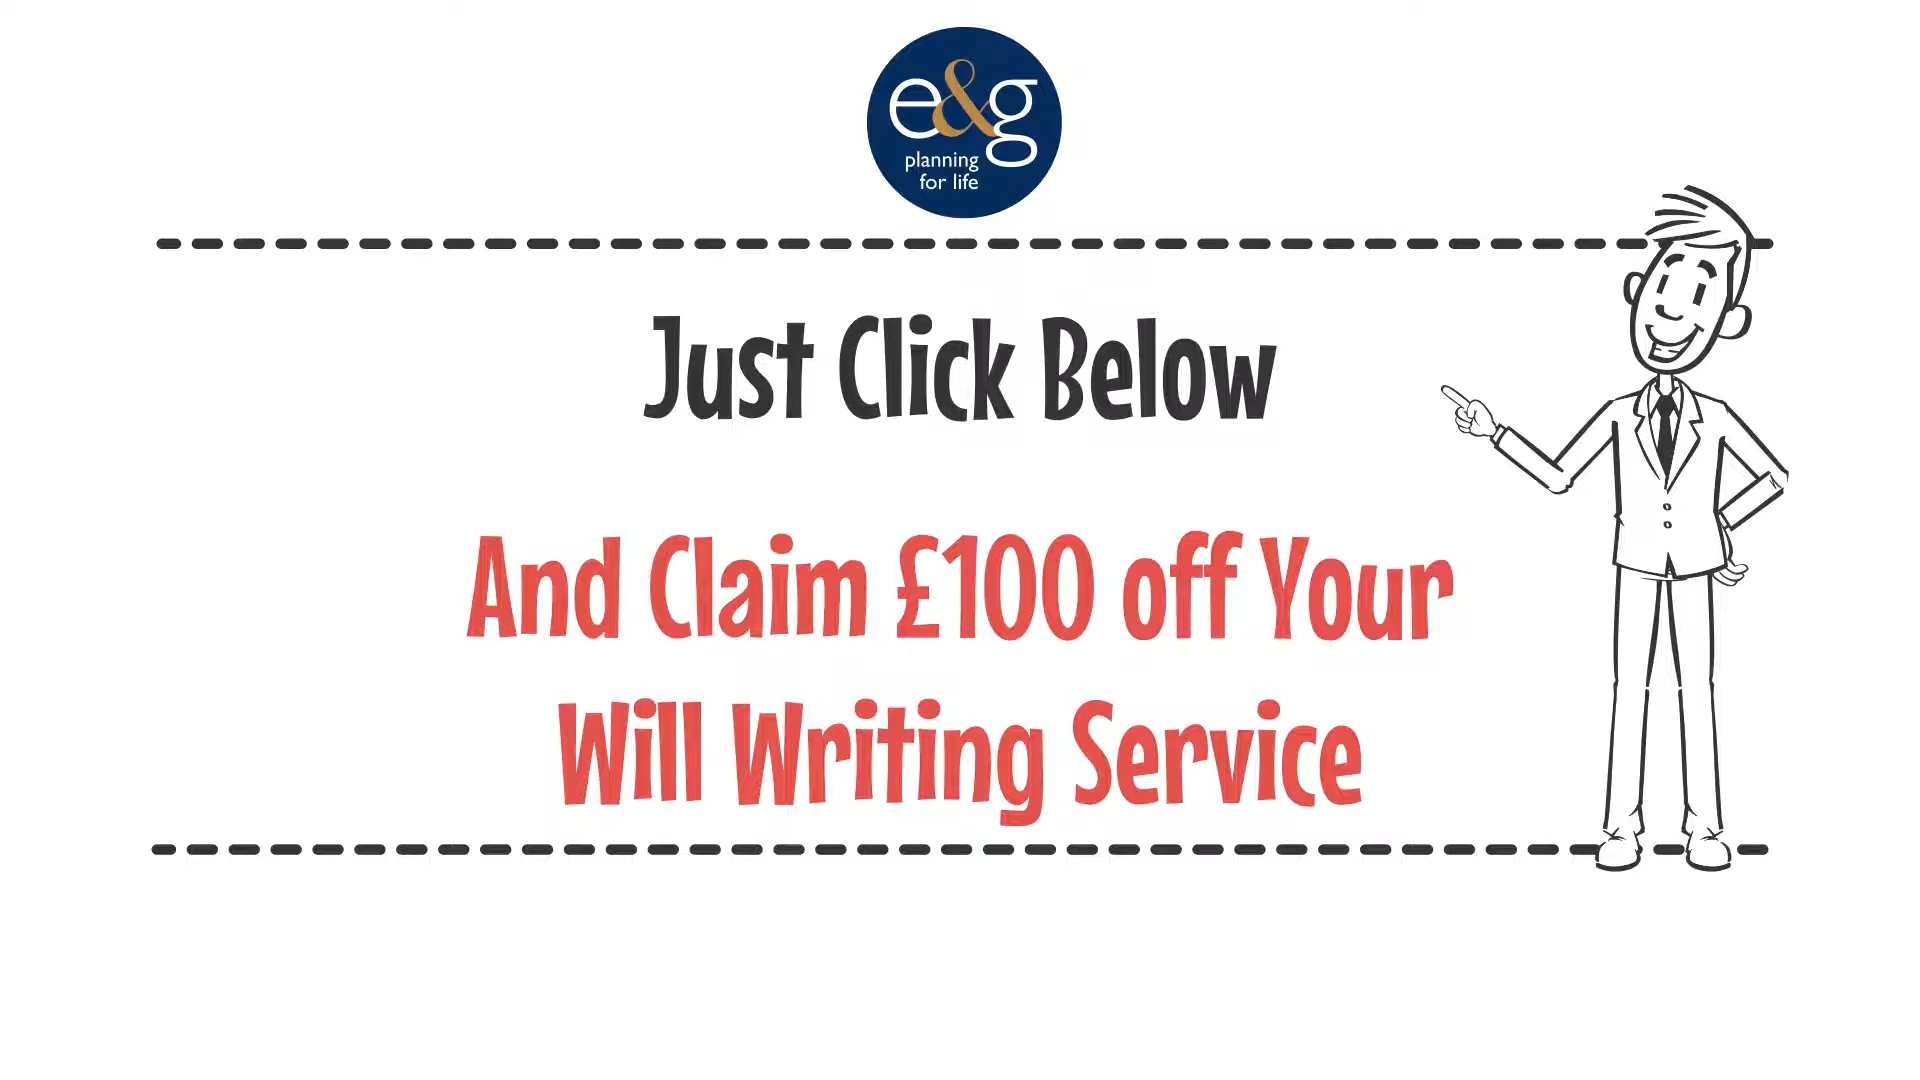 e&g
planning
for life
Just Click Below
And Claim £100 off Your
Will Writing Service